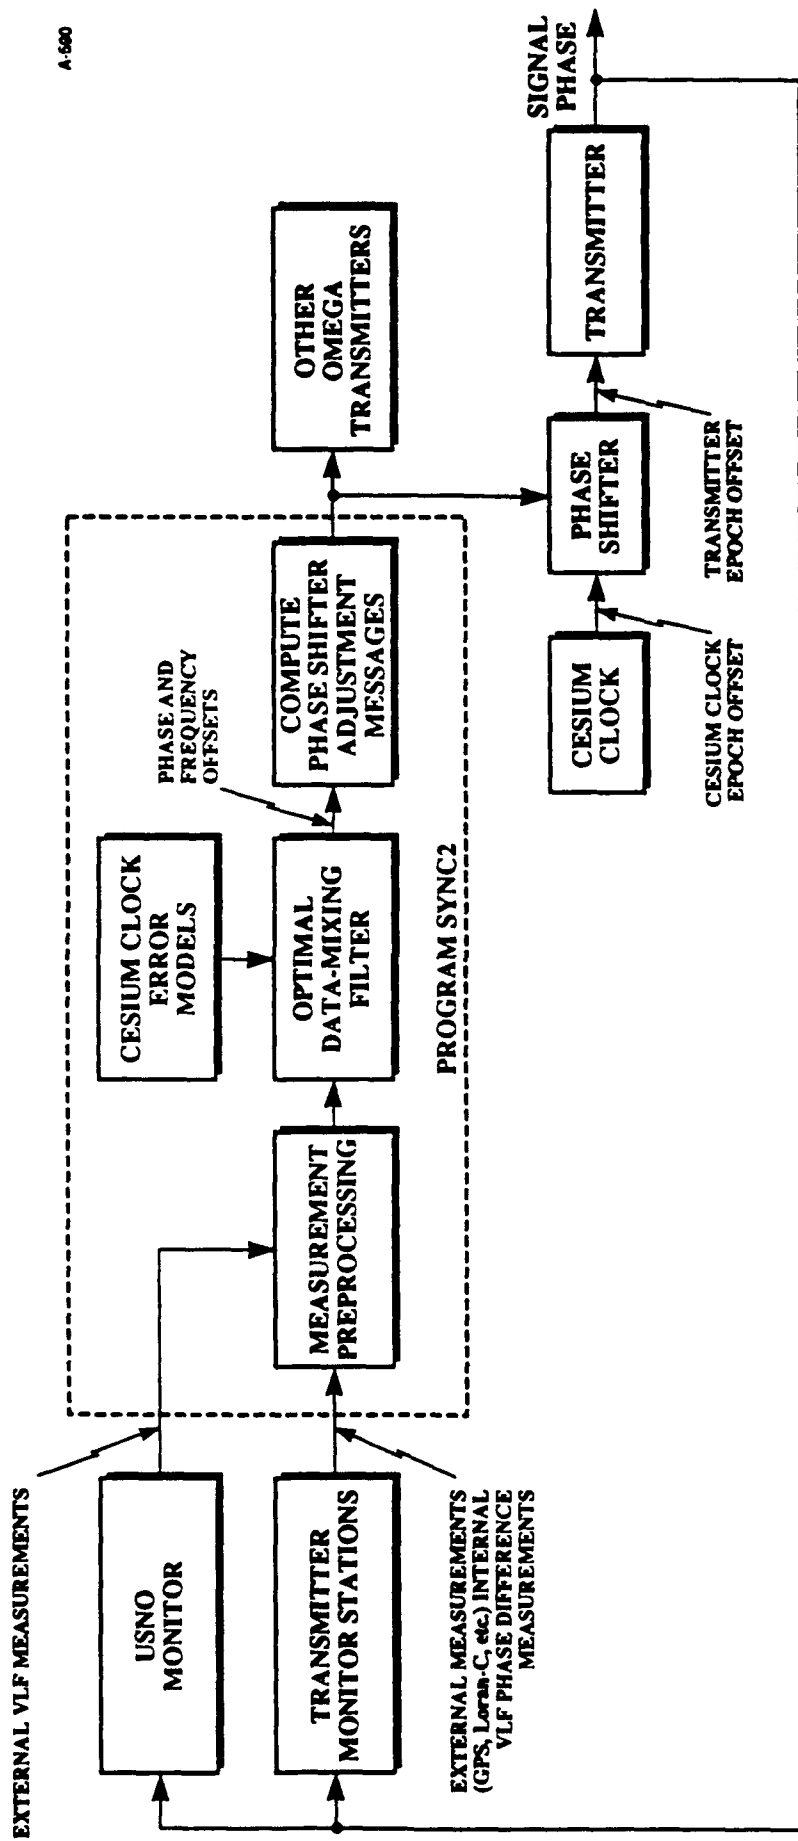 A-690
EXTERNAL VLF MEASUREMENTS
USNO
MONITOR
TRANSMITTER
MONITOR STATIONS
EXTERNAL MEASUREMENTS
(GPS, Loran-C, etc.) INTERNAL
VLF PHASE DIFFERENCE
MEASUREMENTS
MEASUREMENT
PREPROCESSING
CESIUM CLOCK
ERROR
MODELS
OPTIMAL
DATA-MIXING
FILTER
PHASE AND
FREQUENCY
OFFSETS
COMPUTE
PHASE SHIFTER
ADJUSTMENT
MESSAGES
PROGRAM SYNC2
OTHER
OMEGA
TRANSMITTERS
CESIUM
CLOCK
CESIUM CLOCK
EPOCH OFFSET
PHASE
SHIFTER
TRANSMITTER
EPOCH OFFSET
TRANSMITTER
SIGNAL
PHASE